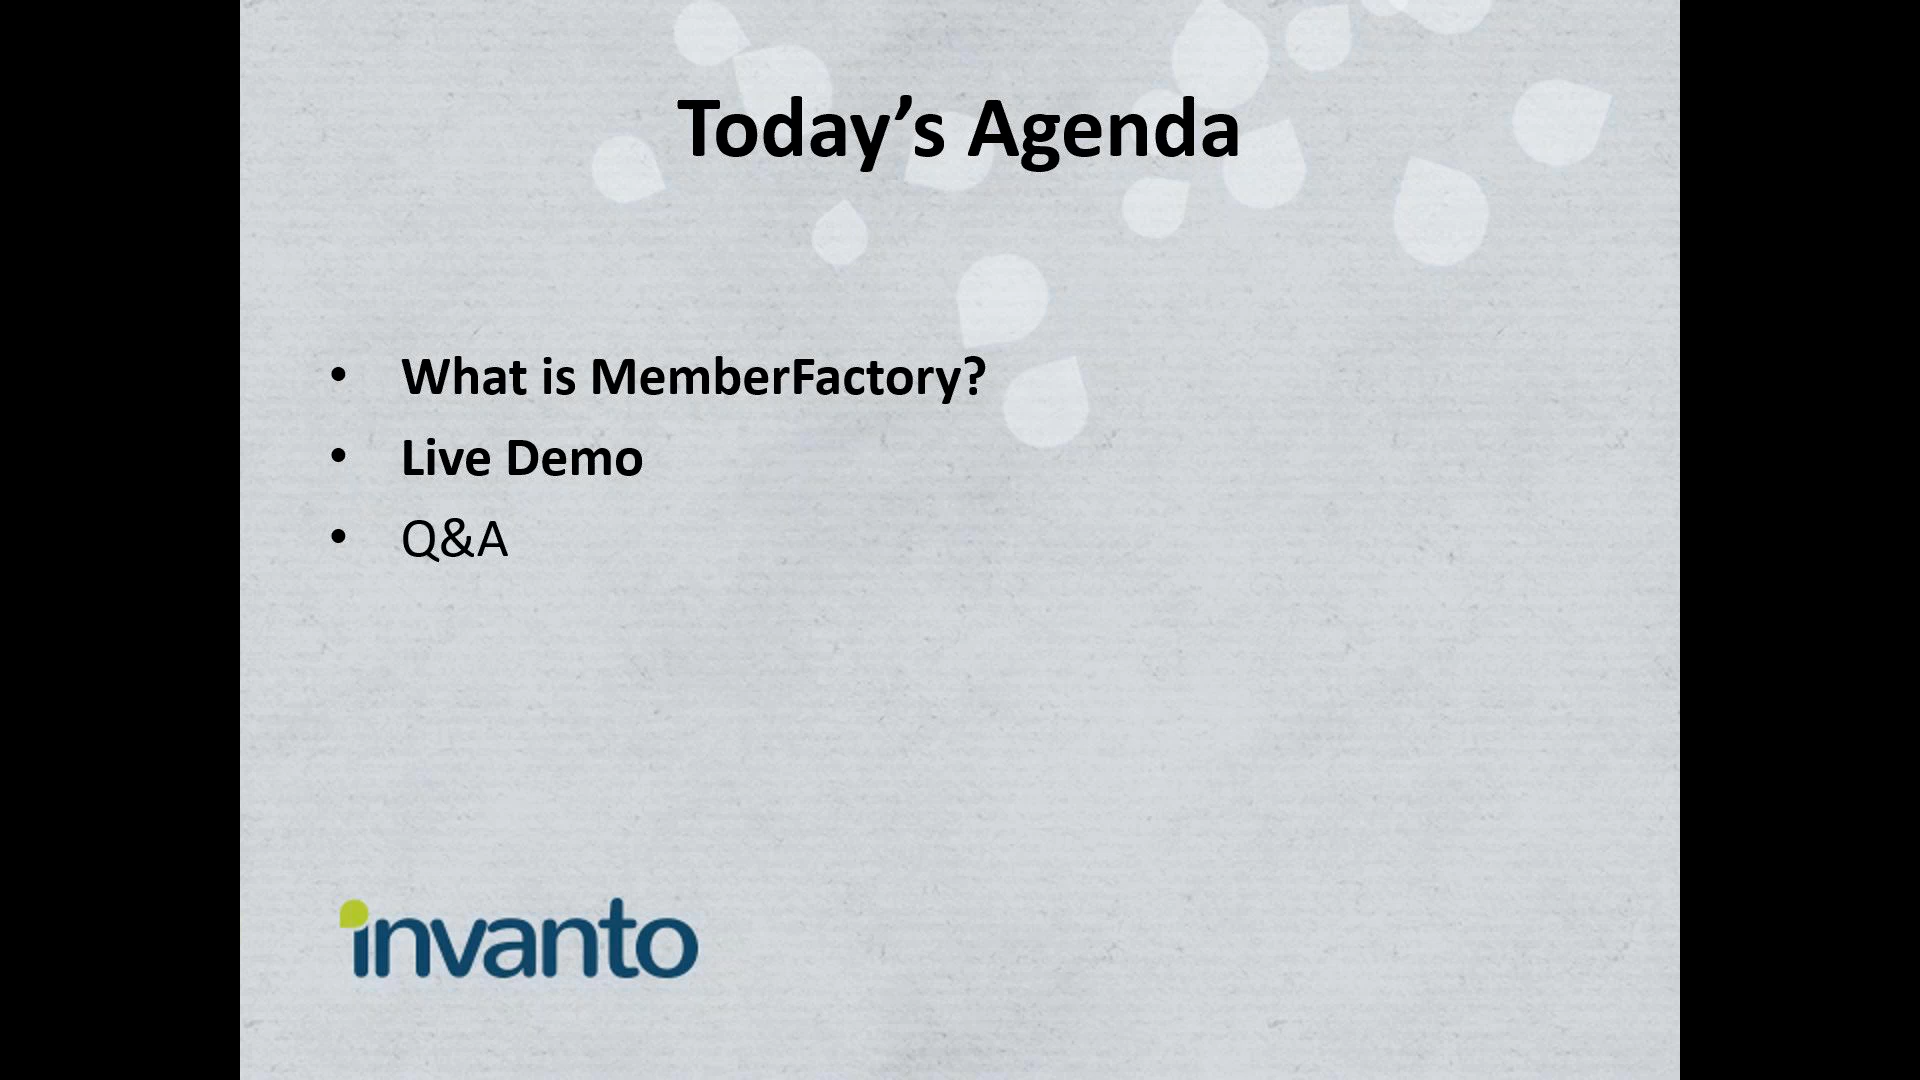 Today’s Agenda
• What is MemberFactory?
• Live Demo
• Q&A
invanto